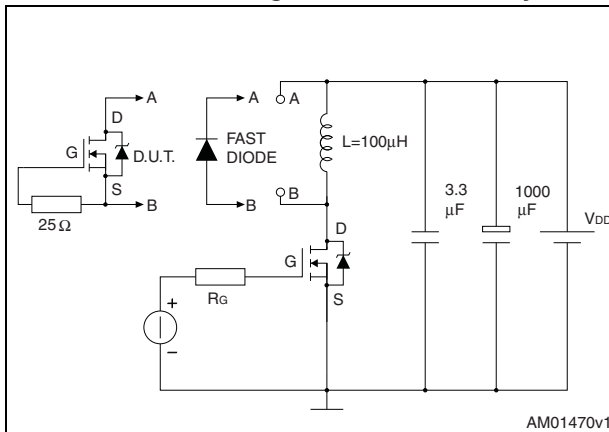 A
D
G
D.U.T.
S
B
25 Ω
A
FAST
DIODE
B
A
L=100µH
B
D
G
S
RG
+
–
3.3
µF
1000
µF
VDD
AM01470v1